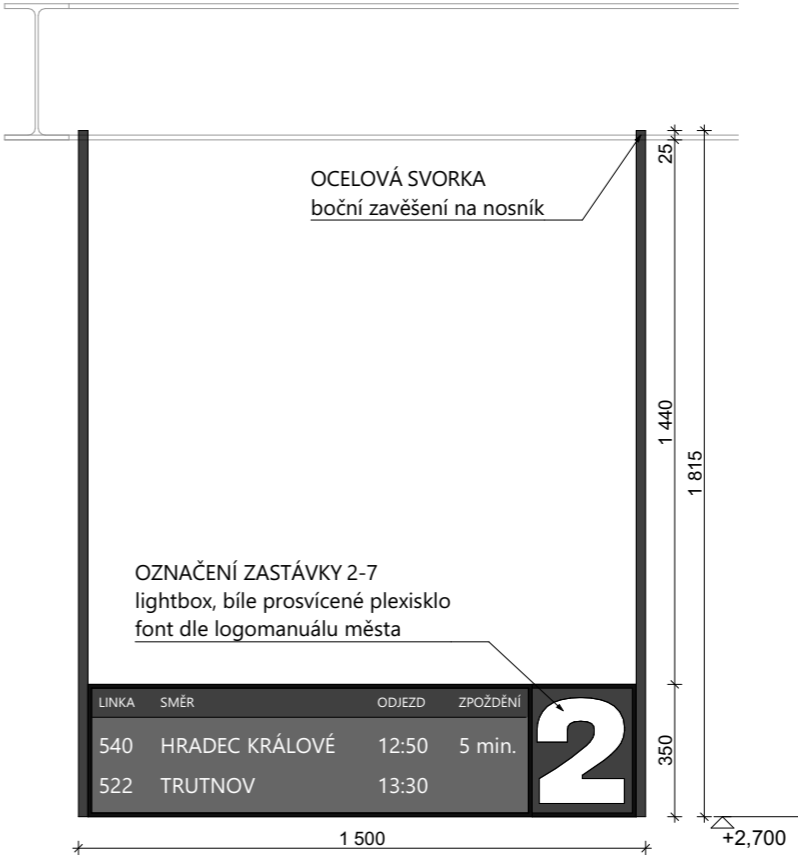 OCELOVÁ SVORKA
boční zavěšení na nosník
25
1 440
1 815
OZNAČENÍ ZASTÁVKY 2-7
lightbox, bíle prosvícené plexisklo
font dle logomanuálu města
LINKA SMĚR ODJEZD ZPOŽDĚNÍ
540 HRADEC KRÁLOVÉ 12:50 5 min.
522 TRUTNOV 13:30
2
350
1 500
+2,700